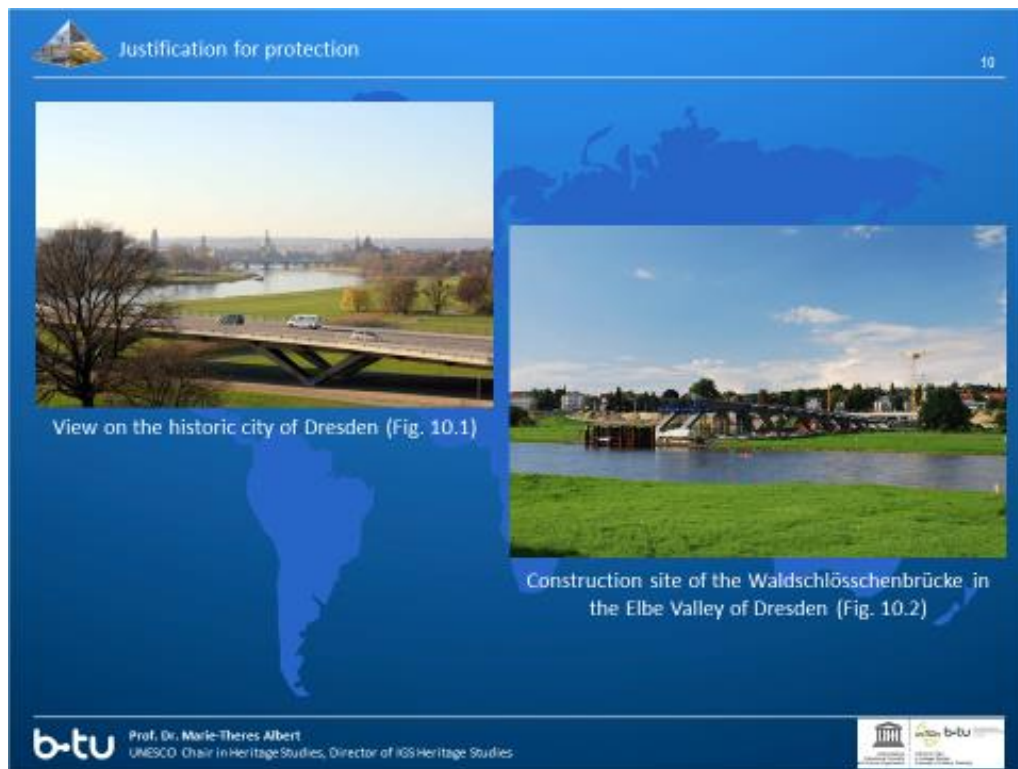 Justification for protection
10
View on the historic city of Dresden (Fig. 10.1)
Construction site of the Waldschlösschenbrücke in
the Elbe Valley of Dresden (Fig. 10.2)
b-tu
Prof. Dr. Marie-Theres Albert
UNESCO Chair in Heritage Studies, Director of IGS Heritage Studies
b-tu